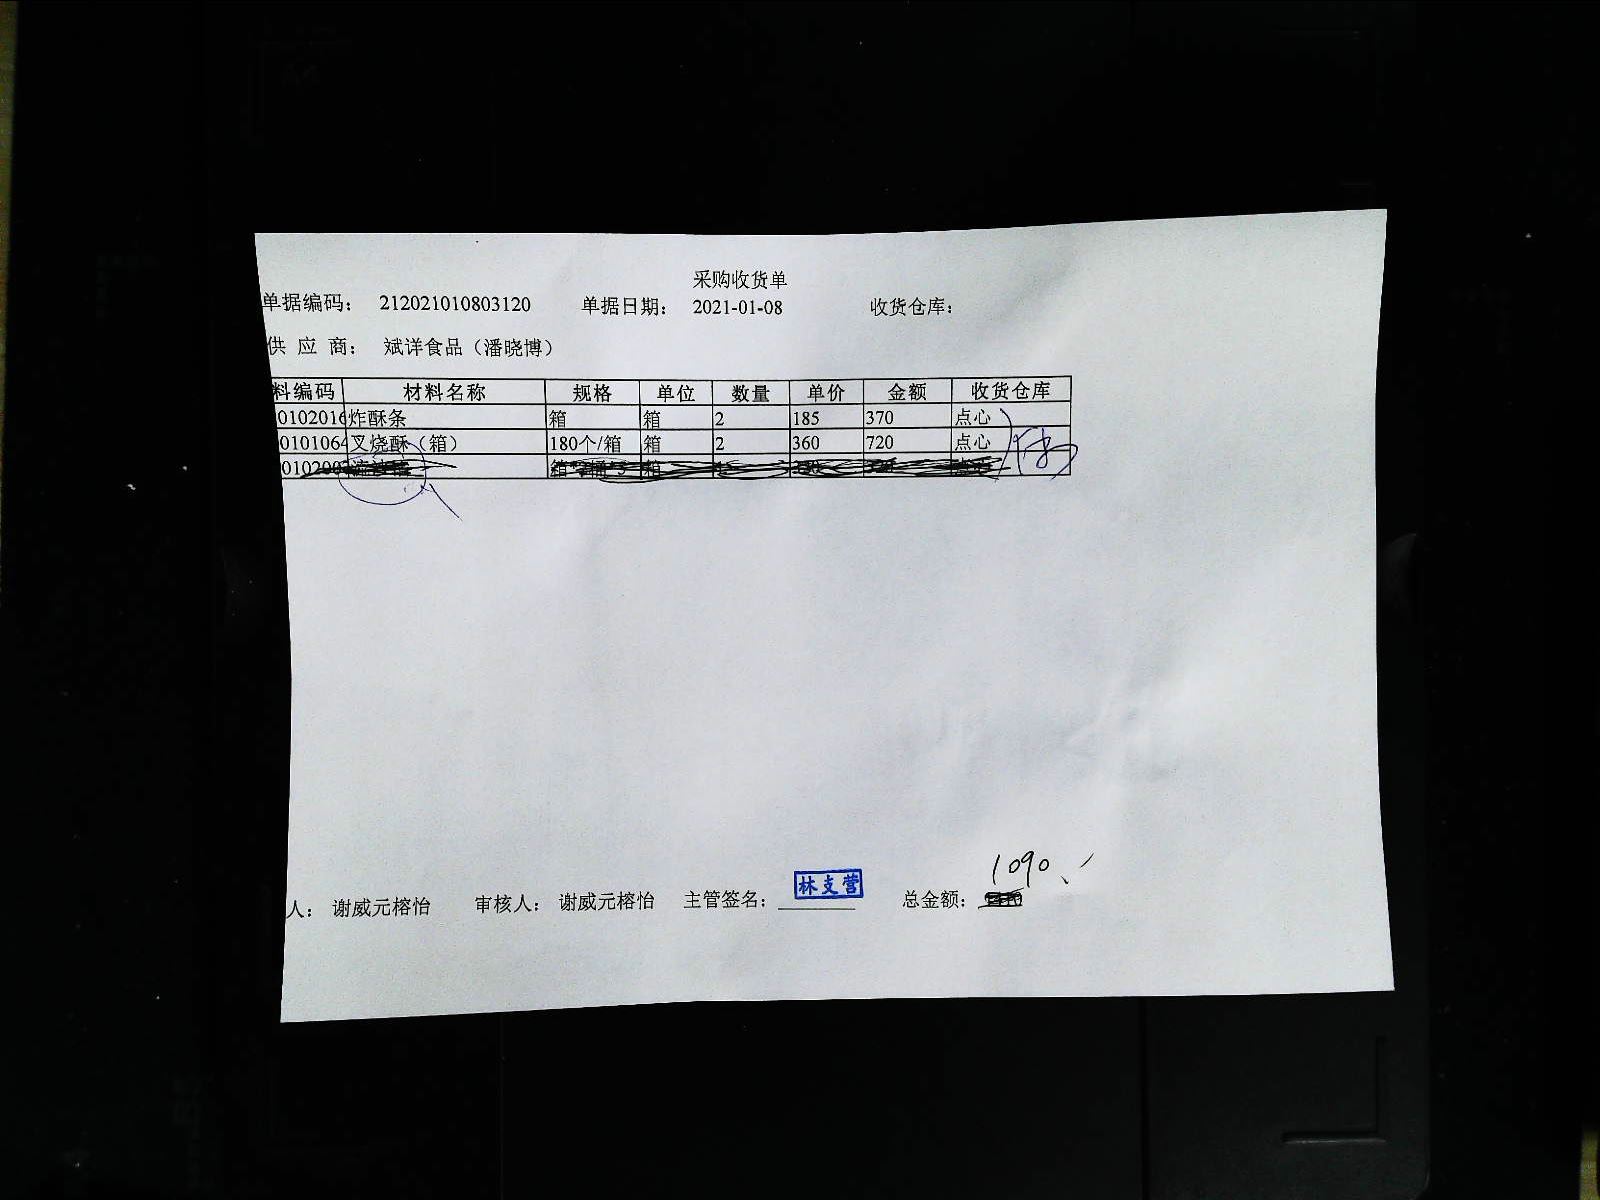 采购收货单
单据编码： 212021010803120 单据日期： 2021-01-08 收货仓库：
供 应 商： 斌详食品（潘晓博）
料编码 材料名称 规格 单位 数量 单价 金额 收货仓库
0102016 炸酥条 箱 箱 2 185 370 点心
0101064 叉烧酥（箱） 180个/箱 箱 2 360 720 点心
010200 箱
1090
人： 谢威元榕怡 审核人： 谢威元榕怡 主管签名： 林支营 总金额：